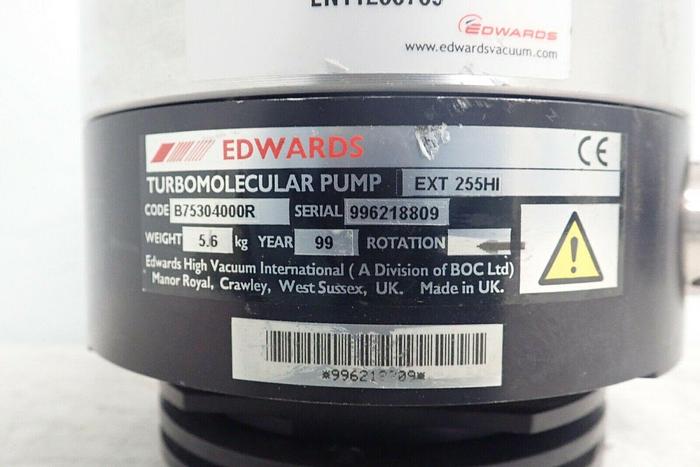 EDWARDS
www.edwardsvacuum.com
EDWARDS CE
TURBOMOLECULAR PUMP EXT 255HI
CODE B75304000R SERIAL 996218809
WEIGHT 5.6 kg YEAR 99 ROTATION
Edwards High Vacuum International ( A Division of BOC Ltd)
Manor Royal, Crawley, West Sussex, UK. Made in UK.
*996218809*